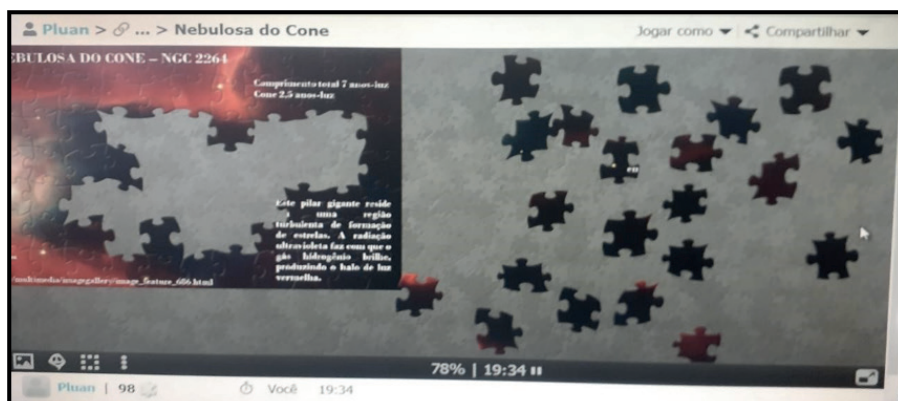 Pluan > ... > Nebulosa do Cone
Jogar como
Compartilhar
EBULOSA DO CONE – NGC 2264
Comprimento total 7 anos-luz
Cone 2,5 anos-luz
Este pilar gigante reside
uma região
turbulenta de formação
de estrelas. A radiação
ultravioleta faz com que o
gás hidrogênio brilhe,
produzindo o halo de luz
vermelha.
/multimedia/imagegallery/image_feature_606.html
en
78% | 19:34
Pluan | 98
Você 19:34